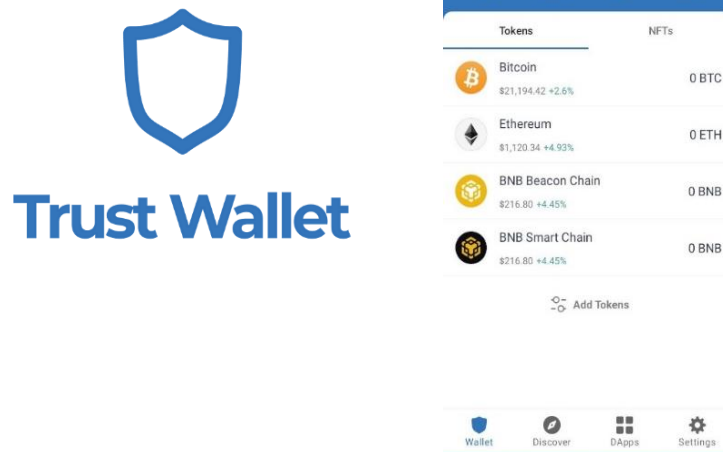 Trust Wallet
Tokens NFTs
Bitcoin
0 BTC
$21,194.42 +2.6%
Ethereum
0 ETH
$1,120.34 +4.93%
BNB Beacon Chain
0 BNB
$216.80 +4.45%
BNB Smart Chain
0 BNB
$216.80 +4.45%
Add Tokens
Wallet Discover DApps Settings